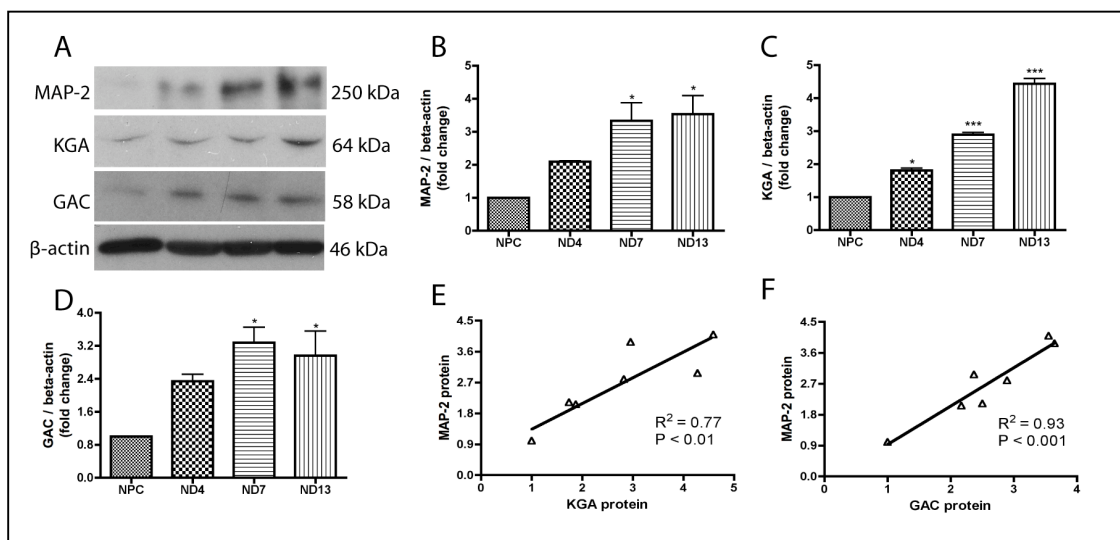 A
MAP-2
250 kDa
KGA
64 kDa
GAC
58 kDa
β-actin
46 kDa
B
MAP-2 / beta-actin
(fold change)
5
4
3
2
1
0
*
*
NPC ND4 ND7 ND13
C
KGA / beta-actin
(fold change)
5
4
3
2
1
0
*
***
***
NPC ND4 ND7 ND13
D
GAC / beta-actin
(fold change)
4.0
3.2
2.4
1.6
0.8
0.0
*
*
NPC ND4 ND7 ND13
E
MAP-2 protein
4.5
3.6
2.7
1.8
0.9
0.0
R² = 0.77
P < 0.01
0 1 2 3 4 5
KGA protein
F
MAP-2 protein
4.5
3.6
2.7
1.8
0.9
0.0
R² = 0.93
P < 0.001
0 1 2 3 4
GAC protein